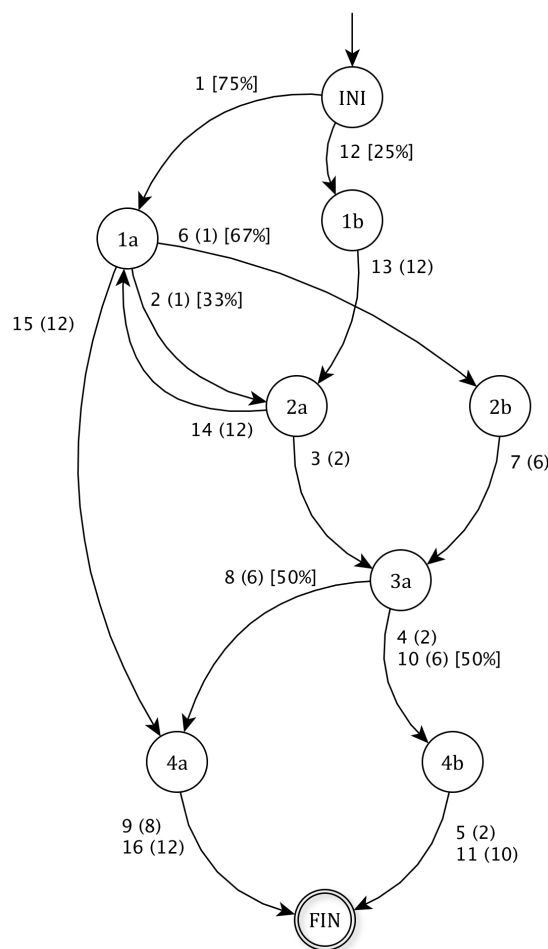 INI
1 [75%]
12 [25%]
1b
1a
6 (1) [67%]
13 (12)
2 (1) [33%]
15 (12)
2a
2b
14 (12)
3 (2)
7 (6)
8 (6) [50%]
3a
4 (2)
10 (6) [50%]
4a
4b
9 (8)
16 (12)
5 (2)
11 (10)
FIN